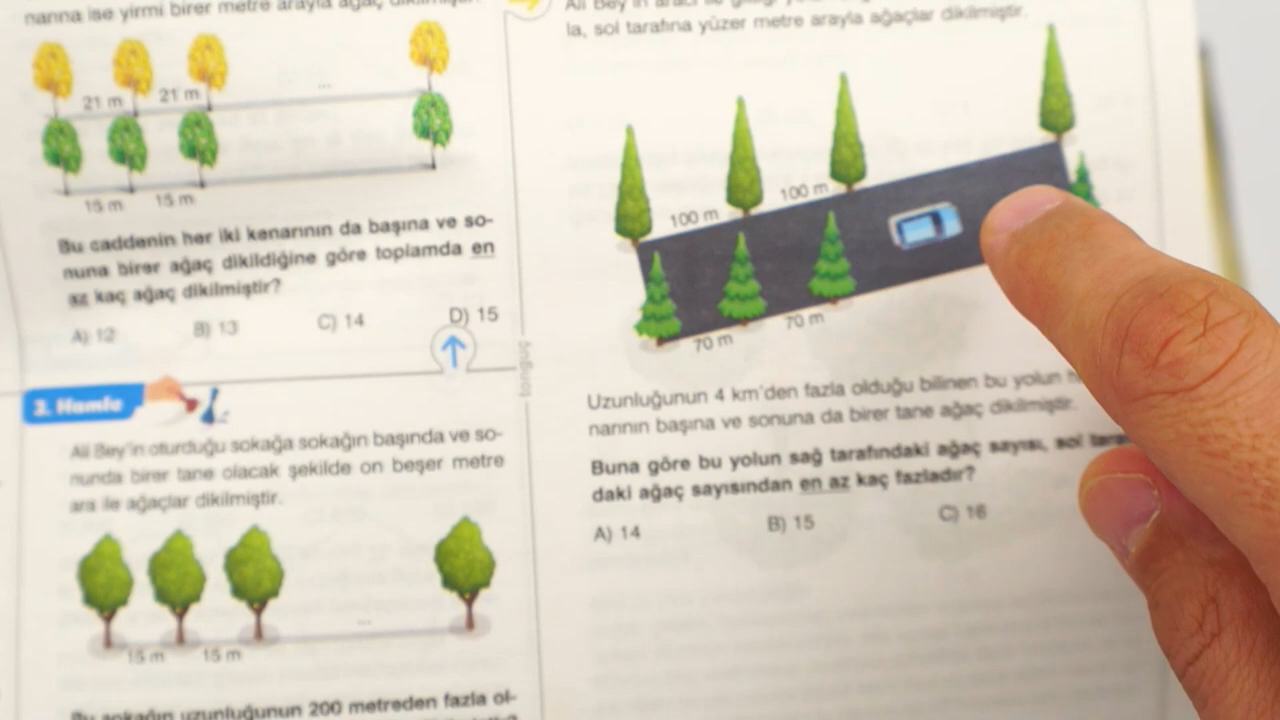 narına ise yirmi birer metre arayla ağaç dikilmiştir.
21 m 21 m ...
15 m 15 m
Bu caddenin her iki kenarının da başına ve so-
nuna birer ağaç dikildiğine göre toplamda en
az kaç ağaç dikilmiştir?
A) 12 B) 13 C) 14 D) 15
3. Hamle
Ali Bey'in oturduğu sokağa sokağın başında ve so-
nunda birer tane olacak şekilde on beşer metre
ara ile ağaçlar dikilmiştir.
...
15 m 15 m
Bu sokağın uzunluğunun 200 metreden fazla ol-
tonguç
Ali Bey'in aracı ile gittiği
la, sol tarafına yüzer metre arayla ağaçlar dikilmiştir.
100 m 100 m
70 m 70 m
Uzunluğunun 4 km'den fazla olduğu bilinen bu yolun
narının başına ve sonuna da birer tane ağaç dikilmiştir.
Buna göre bu yolun sağ tarafındaki ağaç sayısı, sol
daki ağaç sayısından en az kaç fazladır?
A) 14 B) 15 C) 16